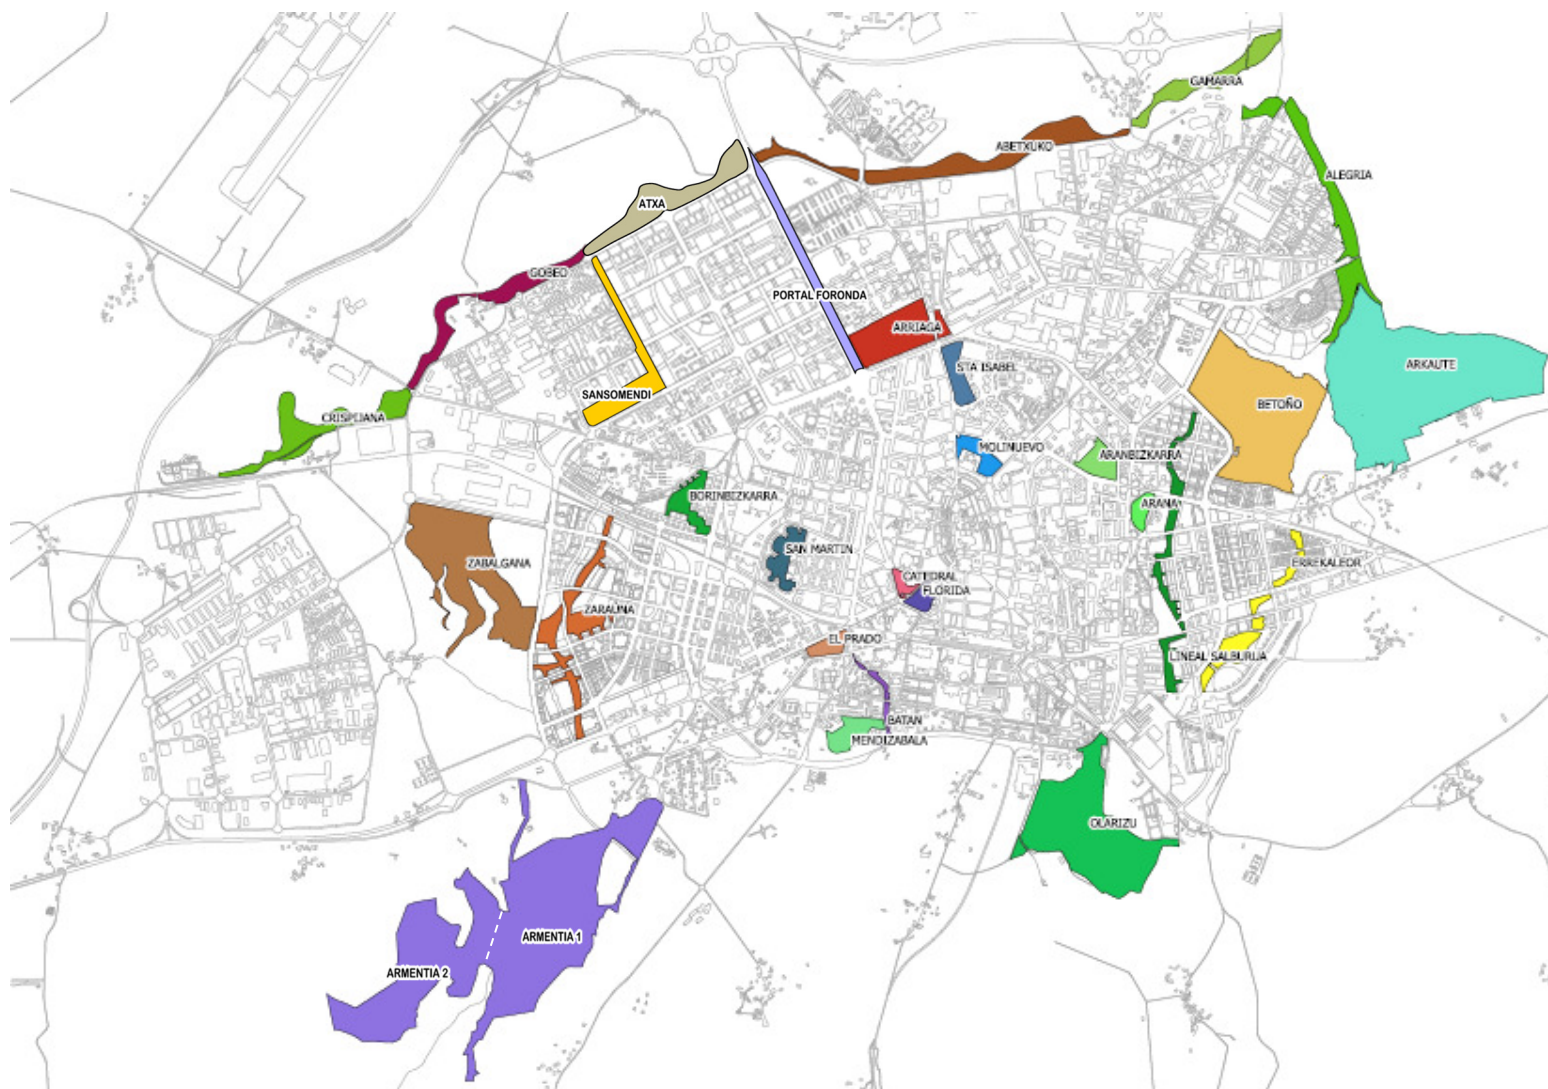 GAMARRA
ABETXUKO
ALEGRIA
ATXA
GOBEO
PORTAL FORONDA
ARRIAGA
STA ISABEL
ARKAUTE
SANSOMENDI
BETOÑO
CRISPIJANA
MOLINUEVO
ARANBIZKARRA
BORINBIZKARRA
ARANA
SAN MARTIN
ZABALGANA
ERREKALEOR
CATEDRAL
FLORIDA
ZARAUNA
EL PRADO
LINEAL SALBURUA
BATAN
MENDIZABALA
OLARIZU
ARMENTIA 1
ARMENTIA 2